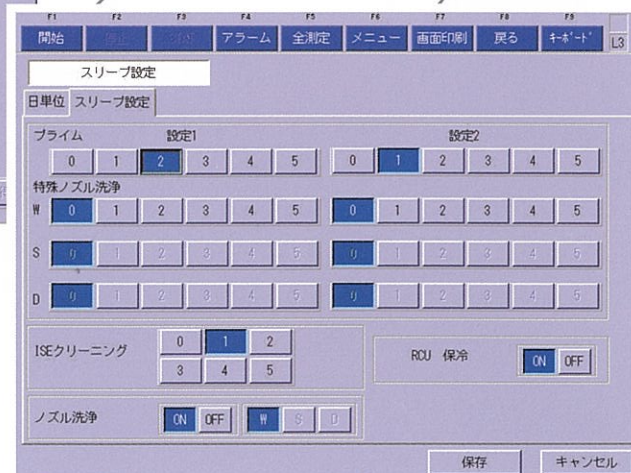 F1 F2 F3 F4 F5 F6 F7 F8 F9
開始 アラーム 全測定 メニュー 画面印刷 戻る キーボード L3
スリープ設定
日単位 スリープ設定
プライム 設定1 設定2
0 1 2 3 4 5 0 1 2 3 4 5
特殊ノズル洗浄
W 0 1 2 3 4 5 0 1 2 3 4 5
S 0 1 2 3 4 5 0 1 2 3 4 5
D 0 1 2 3 4 5 0 1 2 3 4 5
ISEクリーニング 0 1 2
3 4 5
RCU 保冷 ON OFF
ノズル洗浄 ON OFF W S D
保存 キャンセル